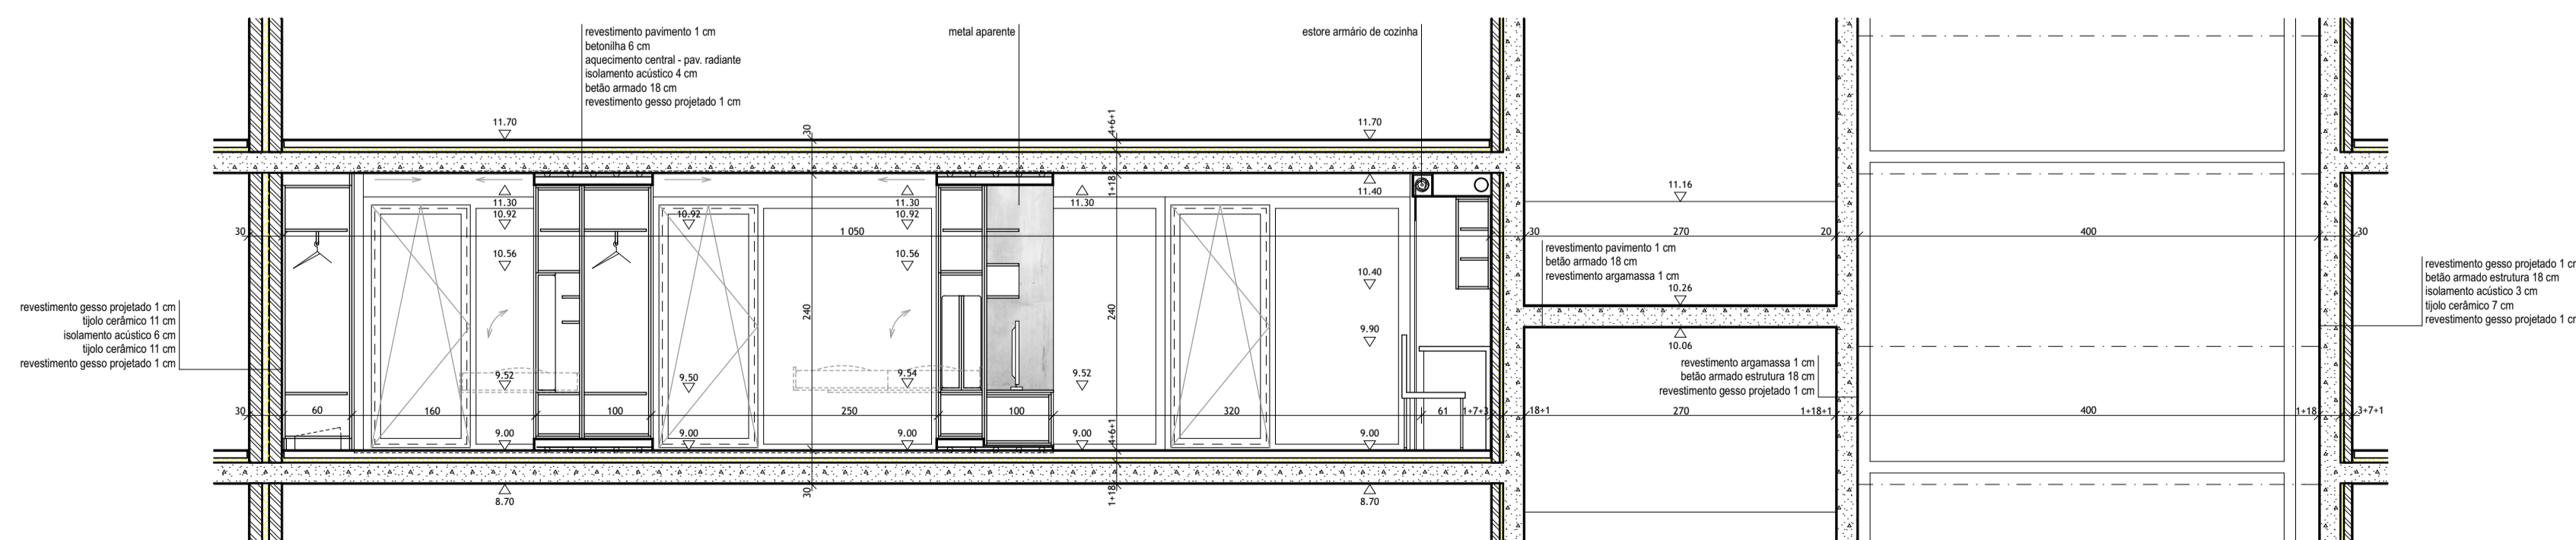 revestimento pavimento 1 cm
betonilha 6 cm
aquecimento central - pav. radiante
isolamento acústico 4 cm
betão armado 18 cm
revestimento gesso projetado 1 cm
metal aparente
estore armário de cozinha
11.70
30
4+6+1
11.70
1+18
11.30
10.92
10.92
11.30
10.92
11.30
11.40
11.16
30
1 050
30
270
20
400
30
10.56
10.56
10.40
revestimento pavimento 1 cm
betão armado 18 cm
revestimento argamassa 1 cm
10.26
10.06
revestimento gesso projetado 1 cm
betão armado estrutura 18 cm
isolamento acústico 3 cm
tijolo cerâmico 7 cm
revestimento gesso projetado 1 cm
revestimento gesso projetado 1 cm
tijolo cerâmico 11 cm
isolamento acústico 6 cm
tijolo cerâmico 11 cm
revestimento gesso projetado 1 cm
240
240
9.90
revestimento argamassa 1 cm
betão armado estrutura 18 cm
revestimento gesso projetado 1 cm
9.52
9.50
9.54
9.52
30
60
160
100
250
100
320
61
1+7+3
18+1
270
1+18+1
400
1+18
3+7+1
9.00
9.00
9.00
9.00
4+6+1
9.00
8.70
30
1+18
8.70